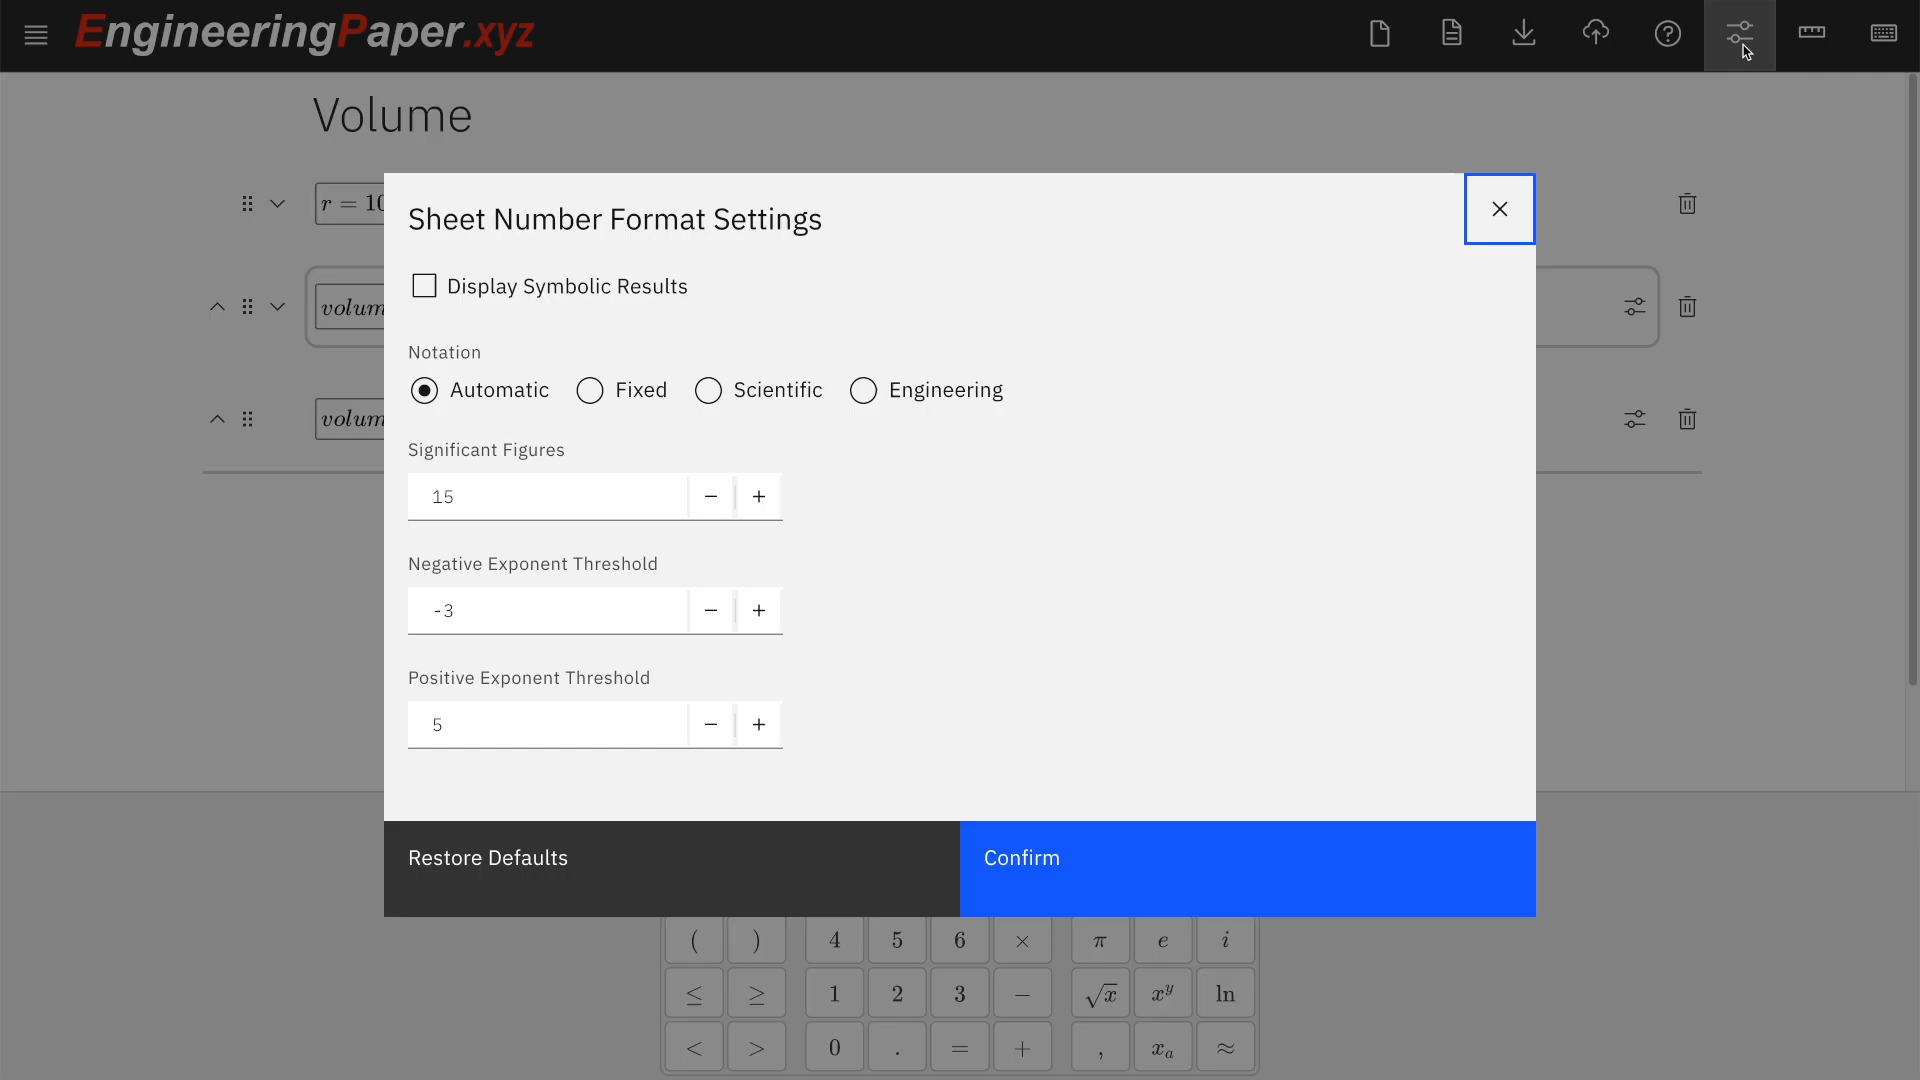 EngineeringPaper.xyz
Volume
r = 10
volum
volum
Sheet Number Format Settings
Display Symbolic Results
Notation
Automatic Fixed Scientific Engineering
Significant Figures
15 − +
Negative Exponent Threshold
-3 − +
Positive Exponent Threshold
5 − +
Restore Defaults Confirm
( ) 4 5 6 × π e i
≤ ≥ 1 2 3 − √x xʸ ln
< > 0 . = + , xₐ ≈